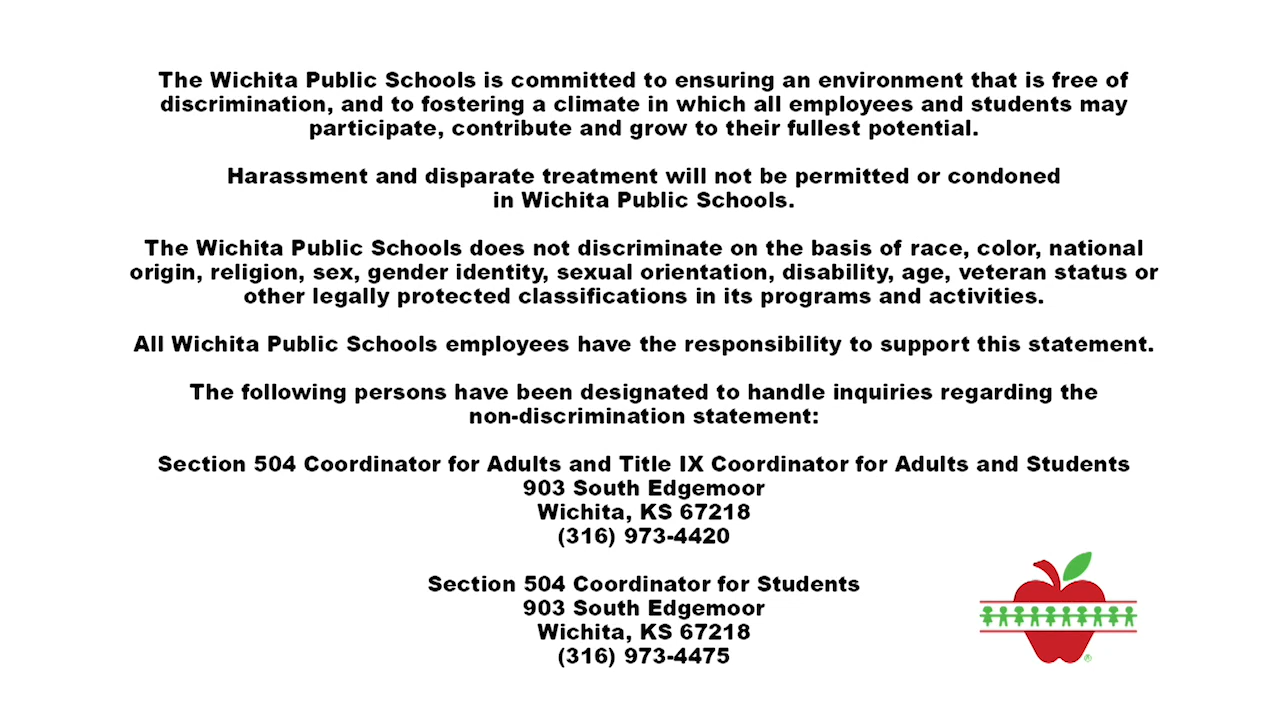 The Wichita Public Schools is committed to ensuring an environment that is free of
discrimination, and to fostering a climate in which all employees and students may
participate, contribute and grow to their fullest potential.
Harassment and disparate treatment will not be permitted or condoned
in Wichita Public Schools.
The Wichita Public Schools does not discriminate on the basis of race, color, national
origin, religion, sex, gender identity, sexual orientation, disability, age, veteran status or
other legally protected classifications in its programs and activities.
All Wichita Public Schools employees have the responsibility to support this statement.
The following persons have been designated to handle inquiries regarding the
non-discrimination statement:
Section 504 Coordinator for Adults and Title IX Coordinator for Adults and Students
903 South Edgemoor
Wichita, KS 67218
(316) 973-4420
Section 504 Coordinator for Students
903 South Edgemoor
Wichita, KS 67218
(316) 973-4475
®